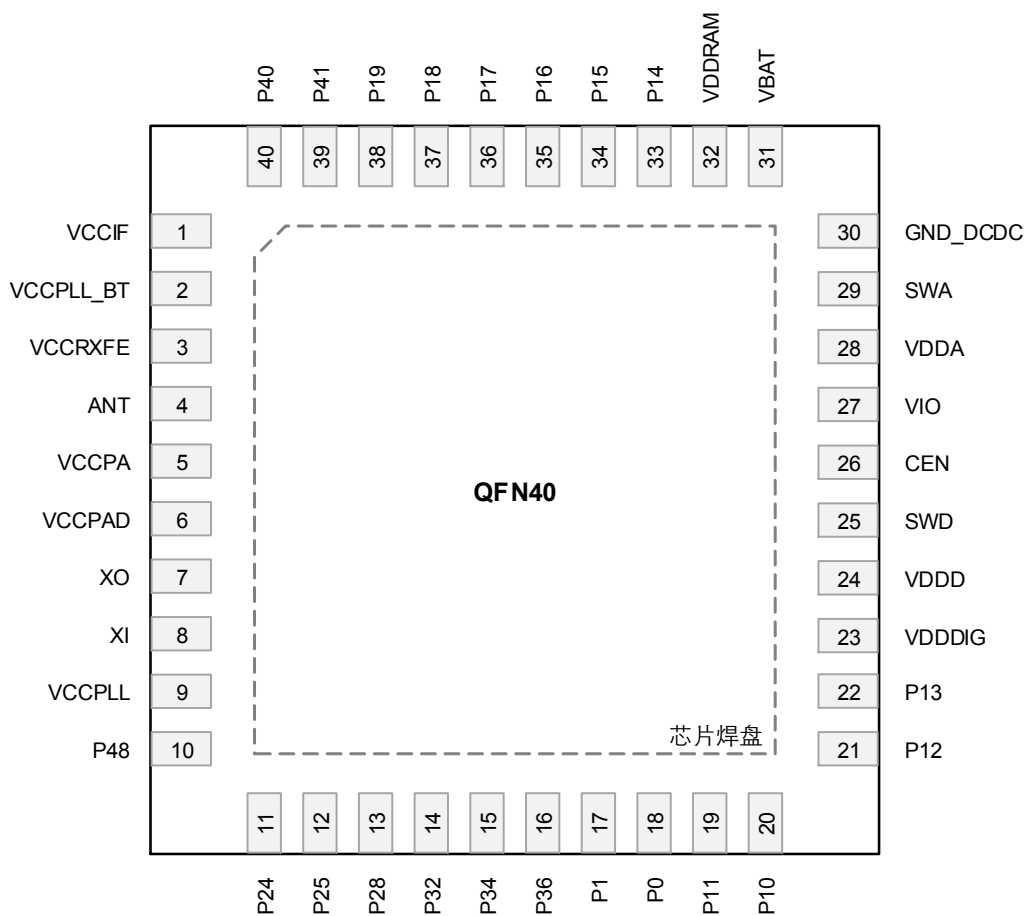 P40 P41 P19 P18 P17 P16 P15 P14 VDDRAM VBAT
40 39 38 37 36 35 34 33 32 31
VCCIF 1 30 GND_DCDC
VCCPLL_BT 2 29 SWA
VCCRXFE 3 28 VDDA
ANT 4 27 VIO
VCCPA 5 26 CEN
QFN40
VCCPAD 6 25 SWD
XO 7 24 VDDD
XI 8 23 VDDDIG
VCCPLL 9 22 P13
芯片焊盘
P48 10 21 P12
11 12 13 14 15 16 17 18 19 20
P24 P25 P28 P32 P34 P36 P1 P0 P11 P10